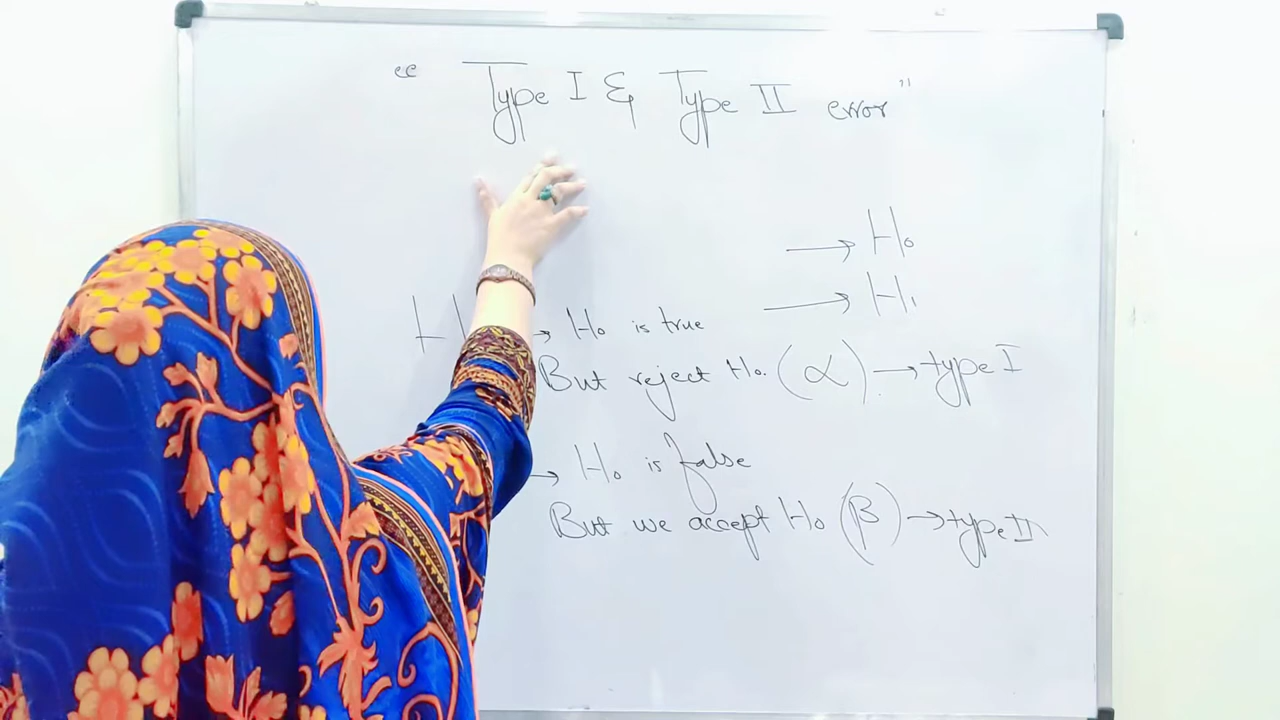 “ Type I & Type II error ”
→ H₀
→ H₁
→ H₀ is true
But reject H₀. (α) → type I
→ H₀ is false
But we accept H₀ (β) → type II